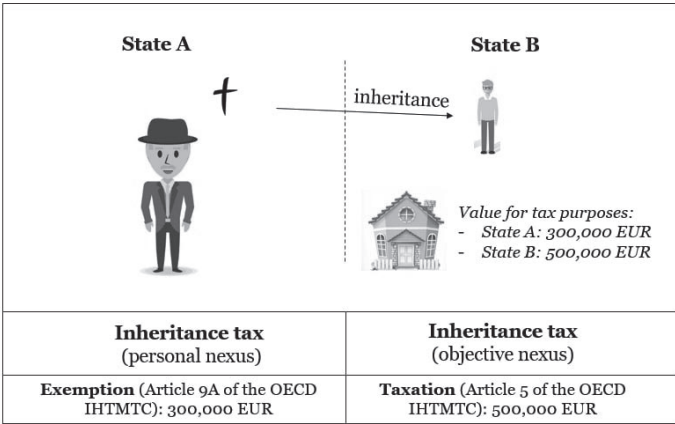 State A
State B
inheritance
Value for tax purposes:
- State A: 300,000 EUR
- State B: 500,000 EUR
Inheritance tax
(personal nexus)
Inheritance tax
(objective nexus)
Exemption (Article 9A of the OECD
IHTMTC): 300,000 EUR
Taxation (Article 5 of the OECD
IHTMTC): 500,000 EUR